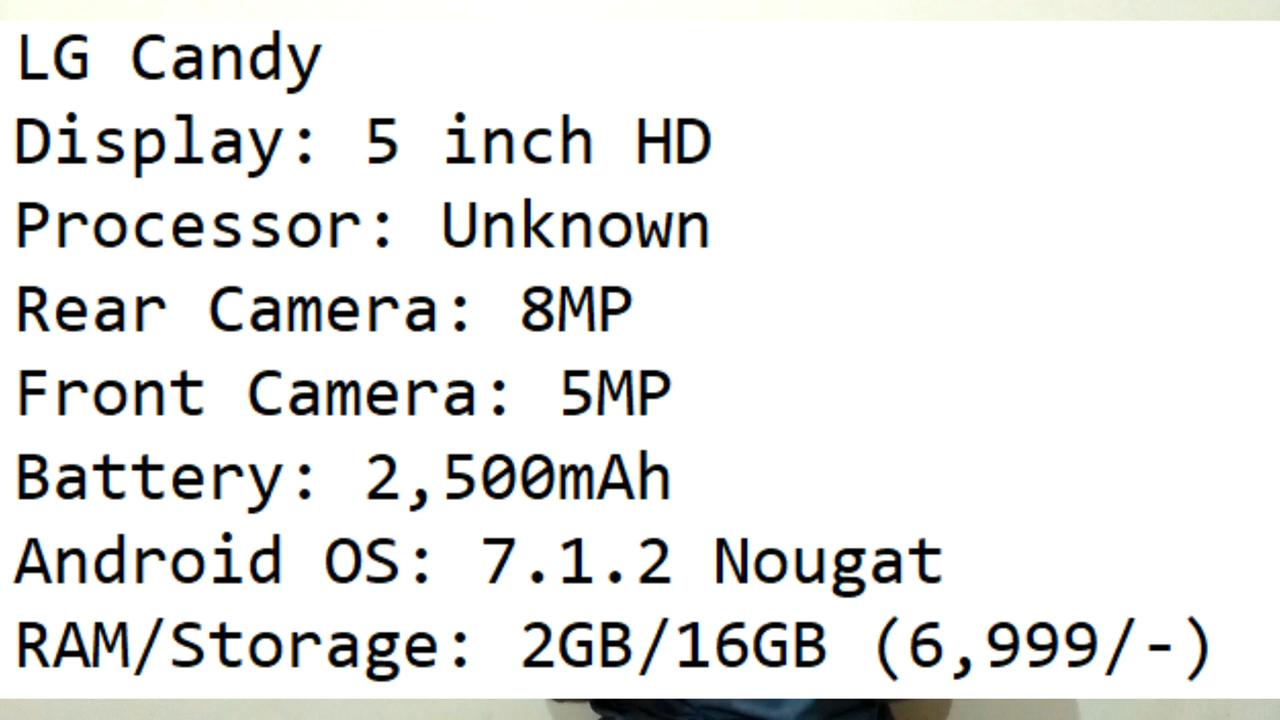 LG Candy
Display: 5 inch HD
Processor: Unknown
Rear Camera: 8MP
Front Camera: 5MP
Battery: 2,500mAh
Android OS: 7.1.2 Nougat
RAM/Storage: 2GB/16GB (6,999/-)